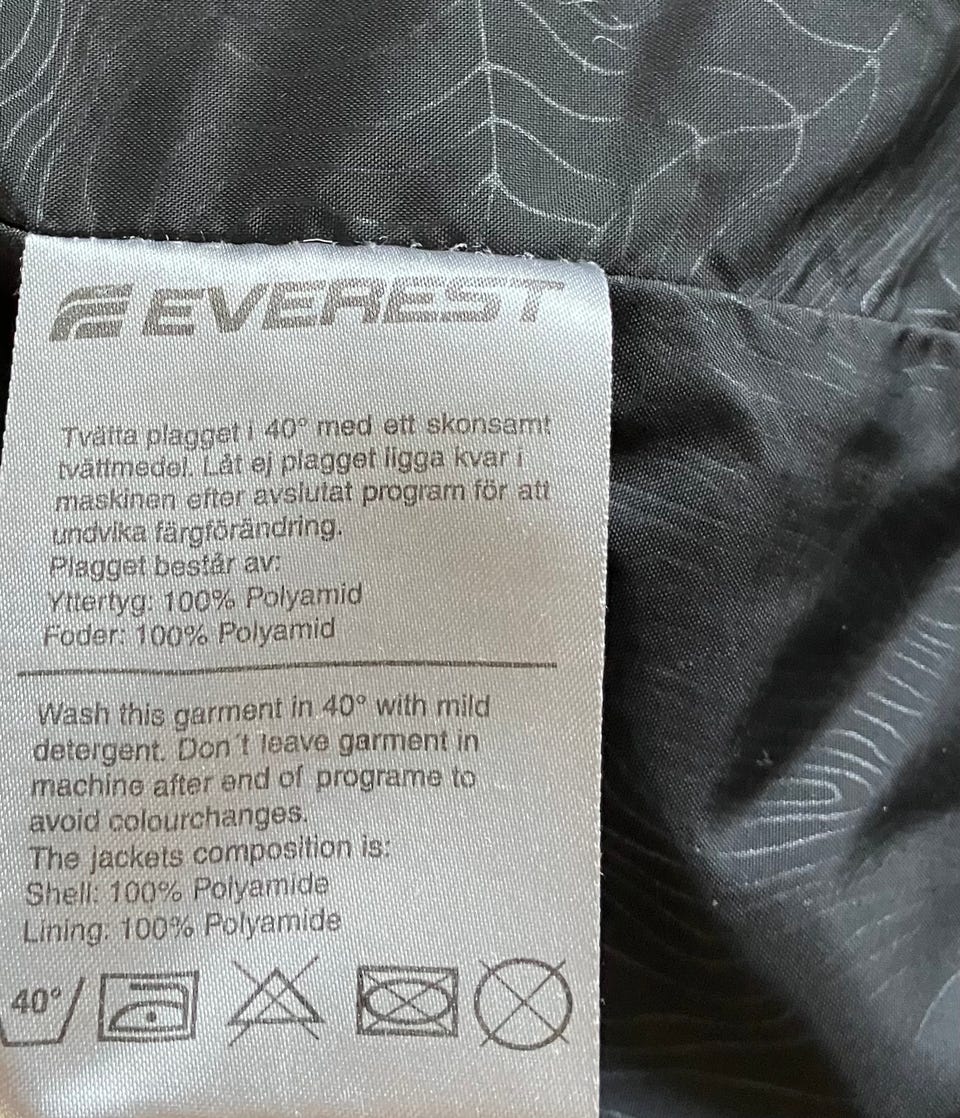 EVEREST
Tvätta plagget i 40° med ett skonsamt
tvättmedel. Låt ej plagget ligga kvar i
maskinen efter avslutat program för att
undvika färgförändring.
Plagget består av:
Yttertyg: 100% Polyamid
Foder: 100% Polyamid
Wash this garment in 40° with mild
detergent. Don´t leave garment in
machine after end of programe to
avoid colourchanges.
The jackets composition is:
Shell: 100% Polyamide
Lining: 100% Polyamide
40°